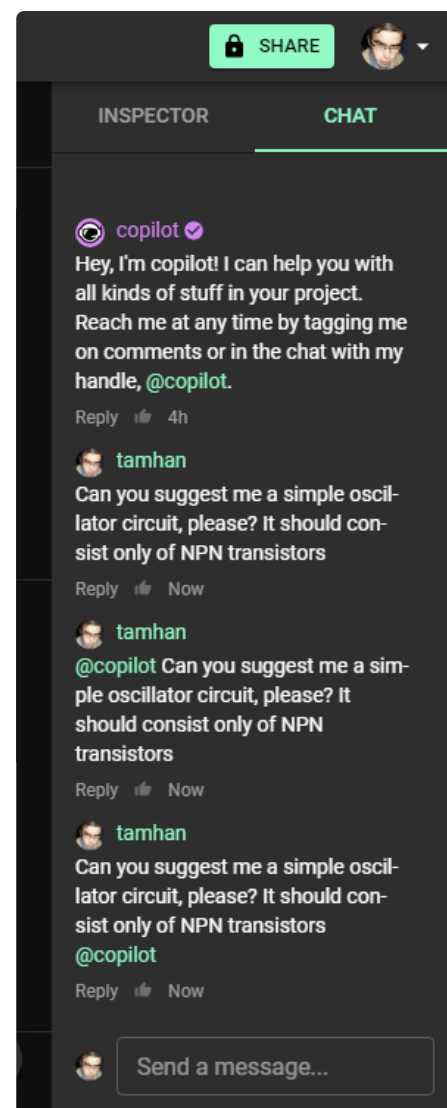 SHARE
INSPECTOR
CHAT
copilot
Hey, I'm copilot! I can help you with
all kinds of stuff in your project.
Reach me at any time by tagging me
on comments or in the chat with my
handle, @copilot.
Reply 4h
tamhan
Can you suggest me a simple oscil-
lator circuit, please? It should con-
sist only of NPN transistors
Reply Now
tamhan
@copilot Can you suggest me a sim-
ple oscillator circuit, please? It
should consist only of NPN
transistors
Reply Now
tamhan
Can you suggest me a simple oscil-
lator circuit, please? It should con-
sist only of NPN transistors
@copilot
Reply Now
Send a message...